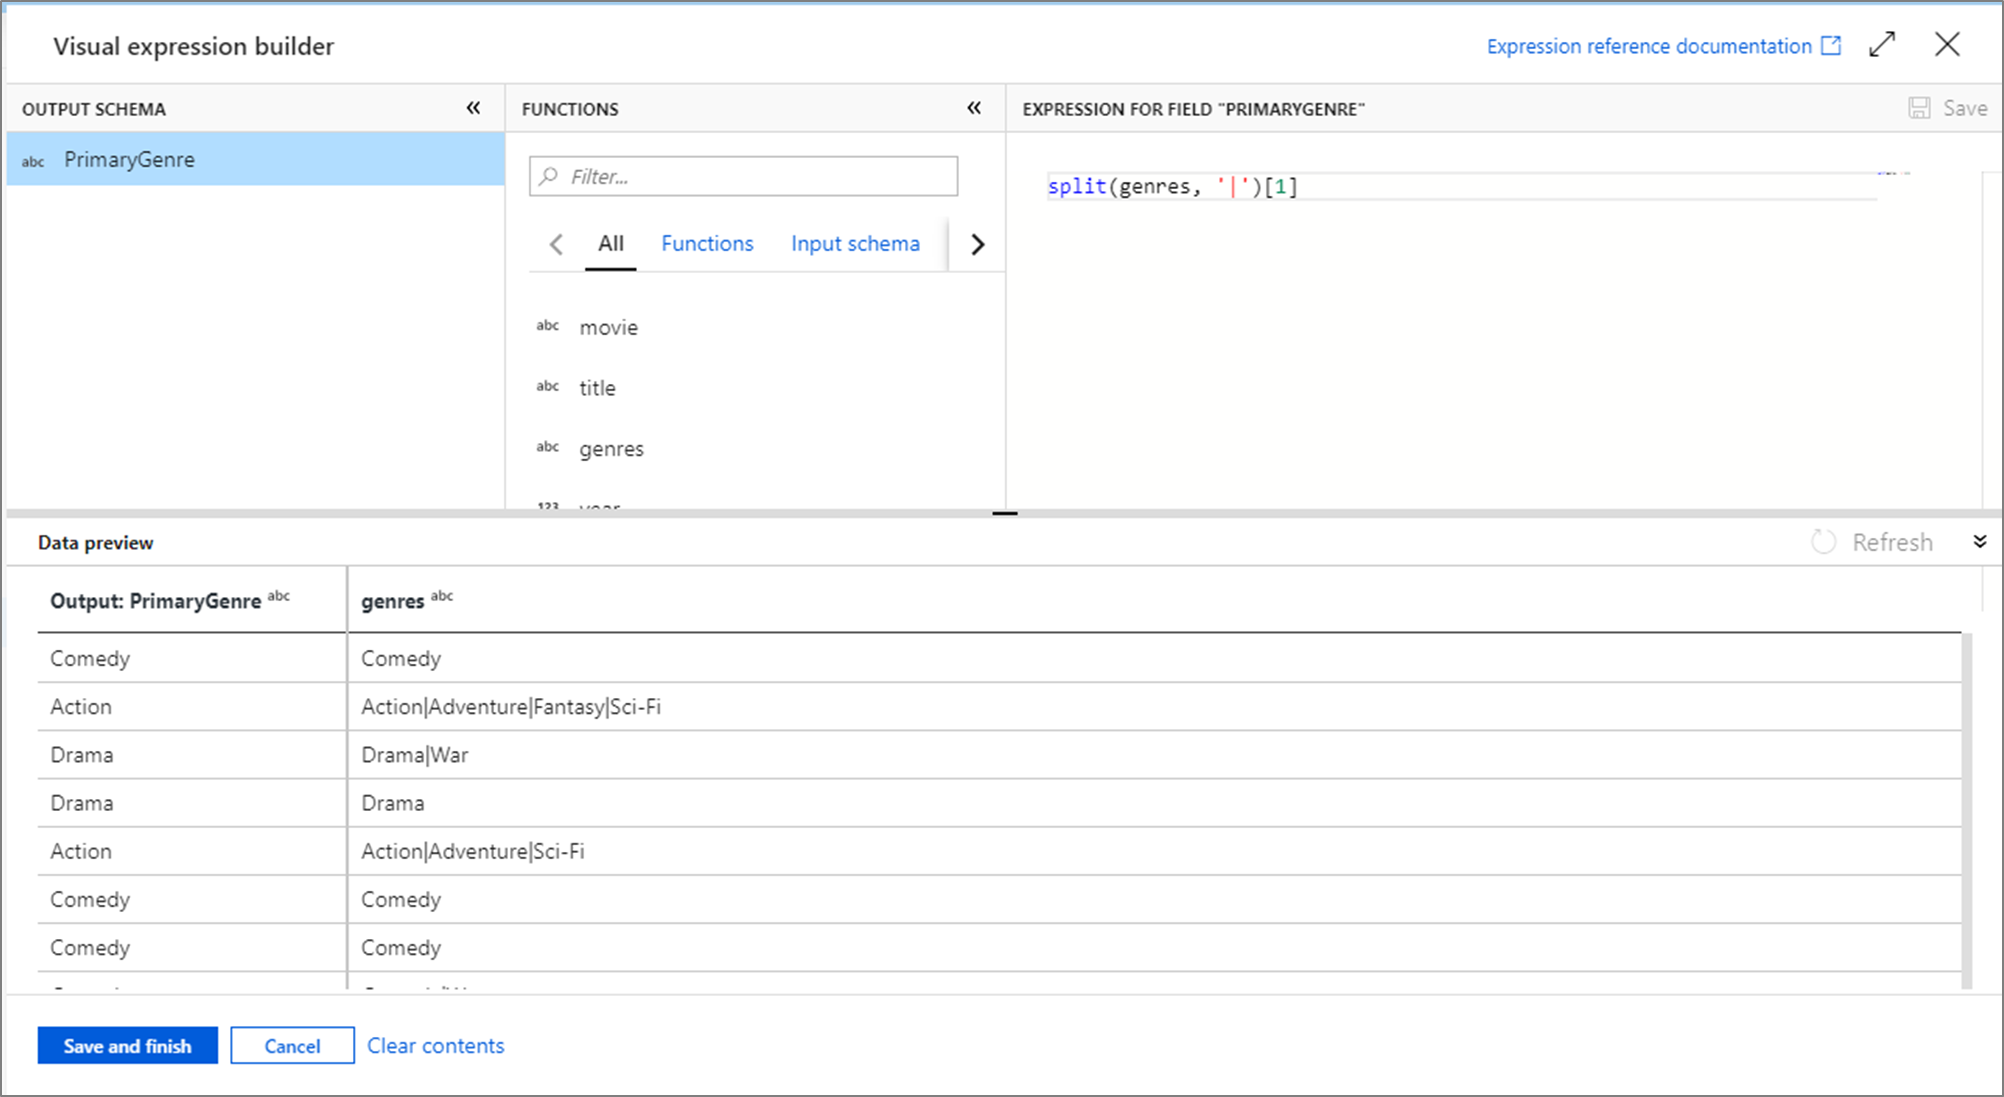 Visual expression builder
Expression reference documentation
OUTPUT SCHEMA
«
FUNCTIONS
«
EXPRESSION FOR FIELD "PRIMARYGENRE"
Save
abc PrimaryGenre
Filter...
split(genres, '|')[1]
All Functions Input schema
abc movie
abc title
abc genres
123 year
Data preview
Refresh
Output: PrimaryGenre abc genres abc
Comedy Comedy
Action Action|Adventure|Fantasy|Sci-Fi
Drama Drama|War
Drama Drama
Action Action|Adventure|Sci-Fi
Comedy Comedy
Comedy Comedy
Save and finish Cancel Clear contents